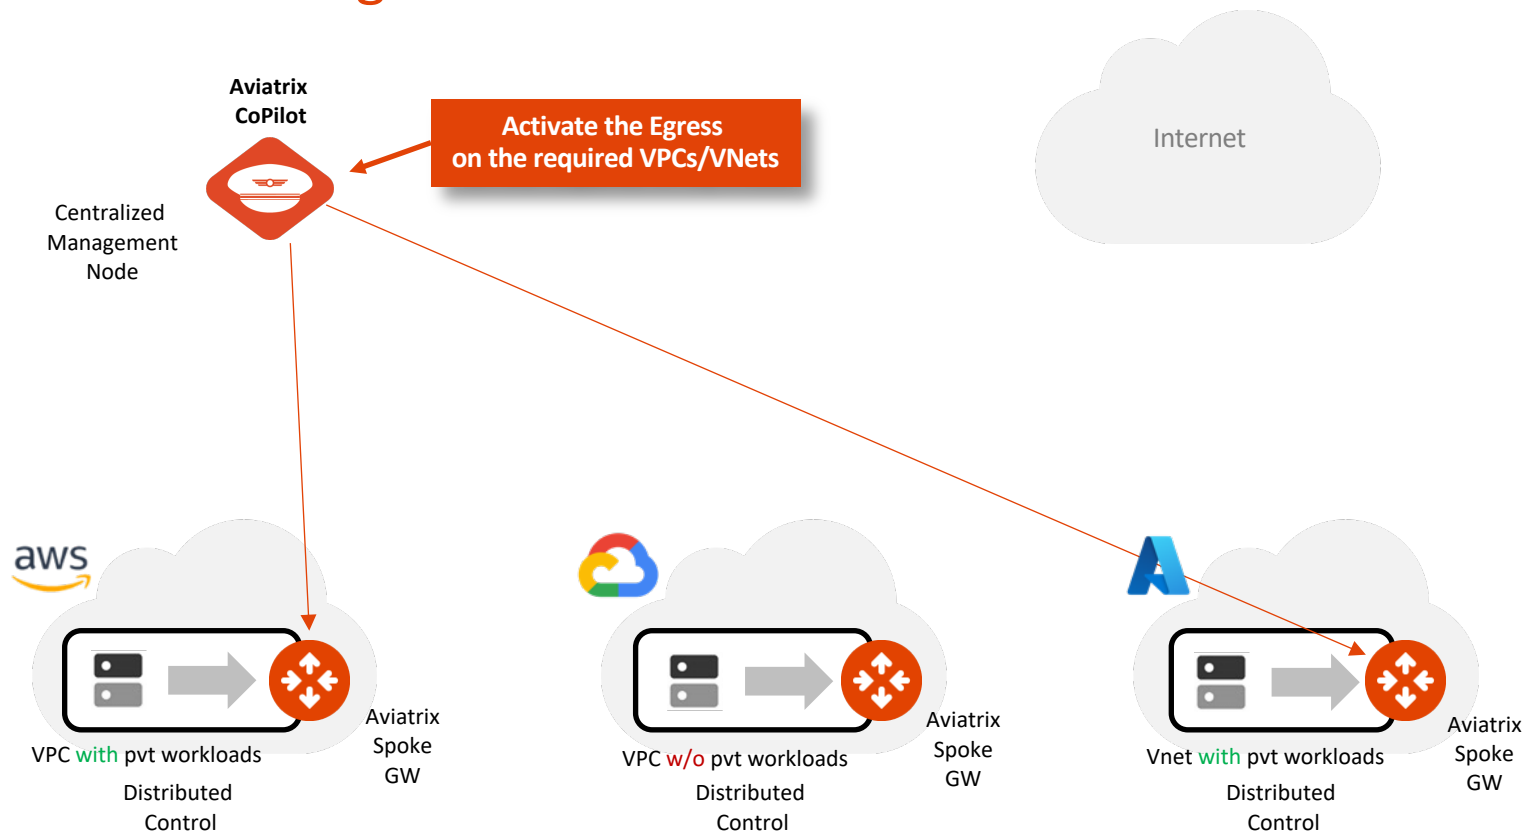 Aviatrix
CoPilot
Activate the Egress
on the required VPCs/VNets
Internet
Centralized
Management
Node
aws
Aviatrix
Spoke
GW
VPC with pvt workloads
Distributed
Control
Aviatrix
Spoke
GW
VPC w/o pvt workloads
Distributed
Control
Aviatrix
Spoke
GW
Vnet with pvt workloads
Distributed
Control